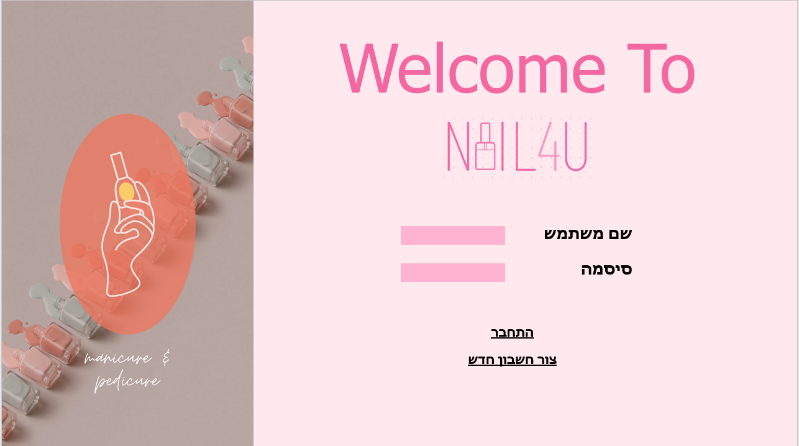 Welcome To
NAIL4U
שם משתמש
סיסמה
התחבר
צור חשבון חדש
manicure &
pedicure